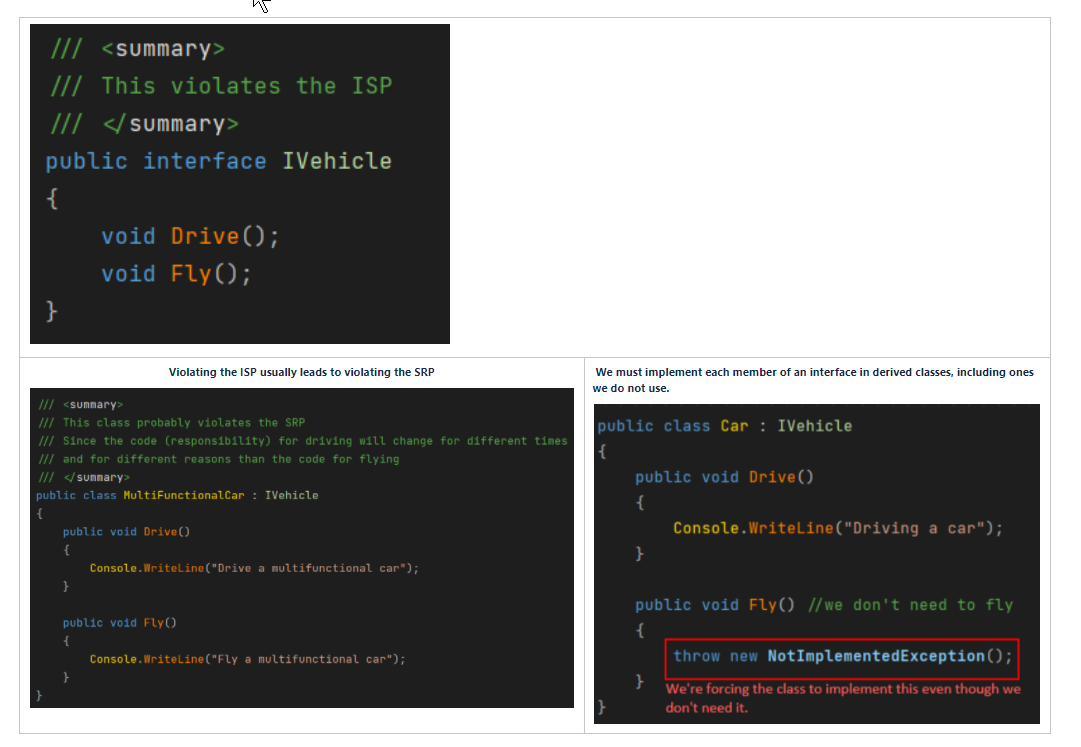 /// <summary>
/// This violates the ISP
/// </summary>
public interface IVehicle
{
    void Drive();
    void Fly();
}
Violating the ISP usually leads to violating the SRP
/// <summary>
/// This class probably violates the SRP
/// Since the code (responsibility) for driving will change for different times
/// and for different reasons than the code for flying
/// </summary>
public class MultiFunctionalCar : IVehicle
{
    public void Drive()
    {
        Console.WriteLine("Drive a multifunctional car");
    }
    public void Fly()
    {
        Console.WriteLine("Fly a multifunctional car");
    }
}
We must implement each member of an interface in derived classes, including ones
we do not use.
public class Car : IVehicle
{
    public void Drive()
    {
        Console.WriteLine("Driving a car");
    }
    public void Fly() //we don't need to fly
    {
        throw new NotImplementedException();
    }
We're forcing the class to implement this even though we
don't need it.
}